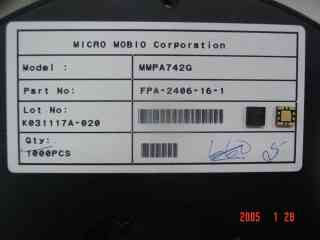 MICRO MOBIO Corporation
Model : MMPA742G
Part No: FPA-2406-16-1
Lot No:
K031117A-020
Qty:
1000PCS
2005 1 28